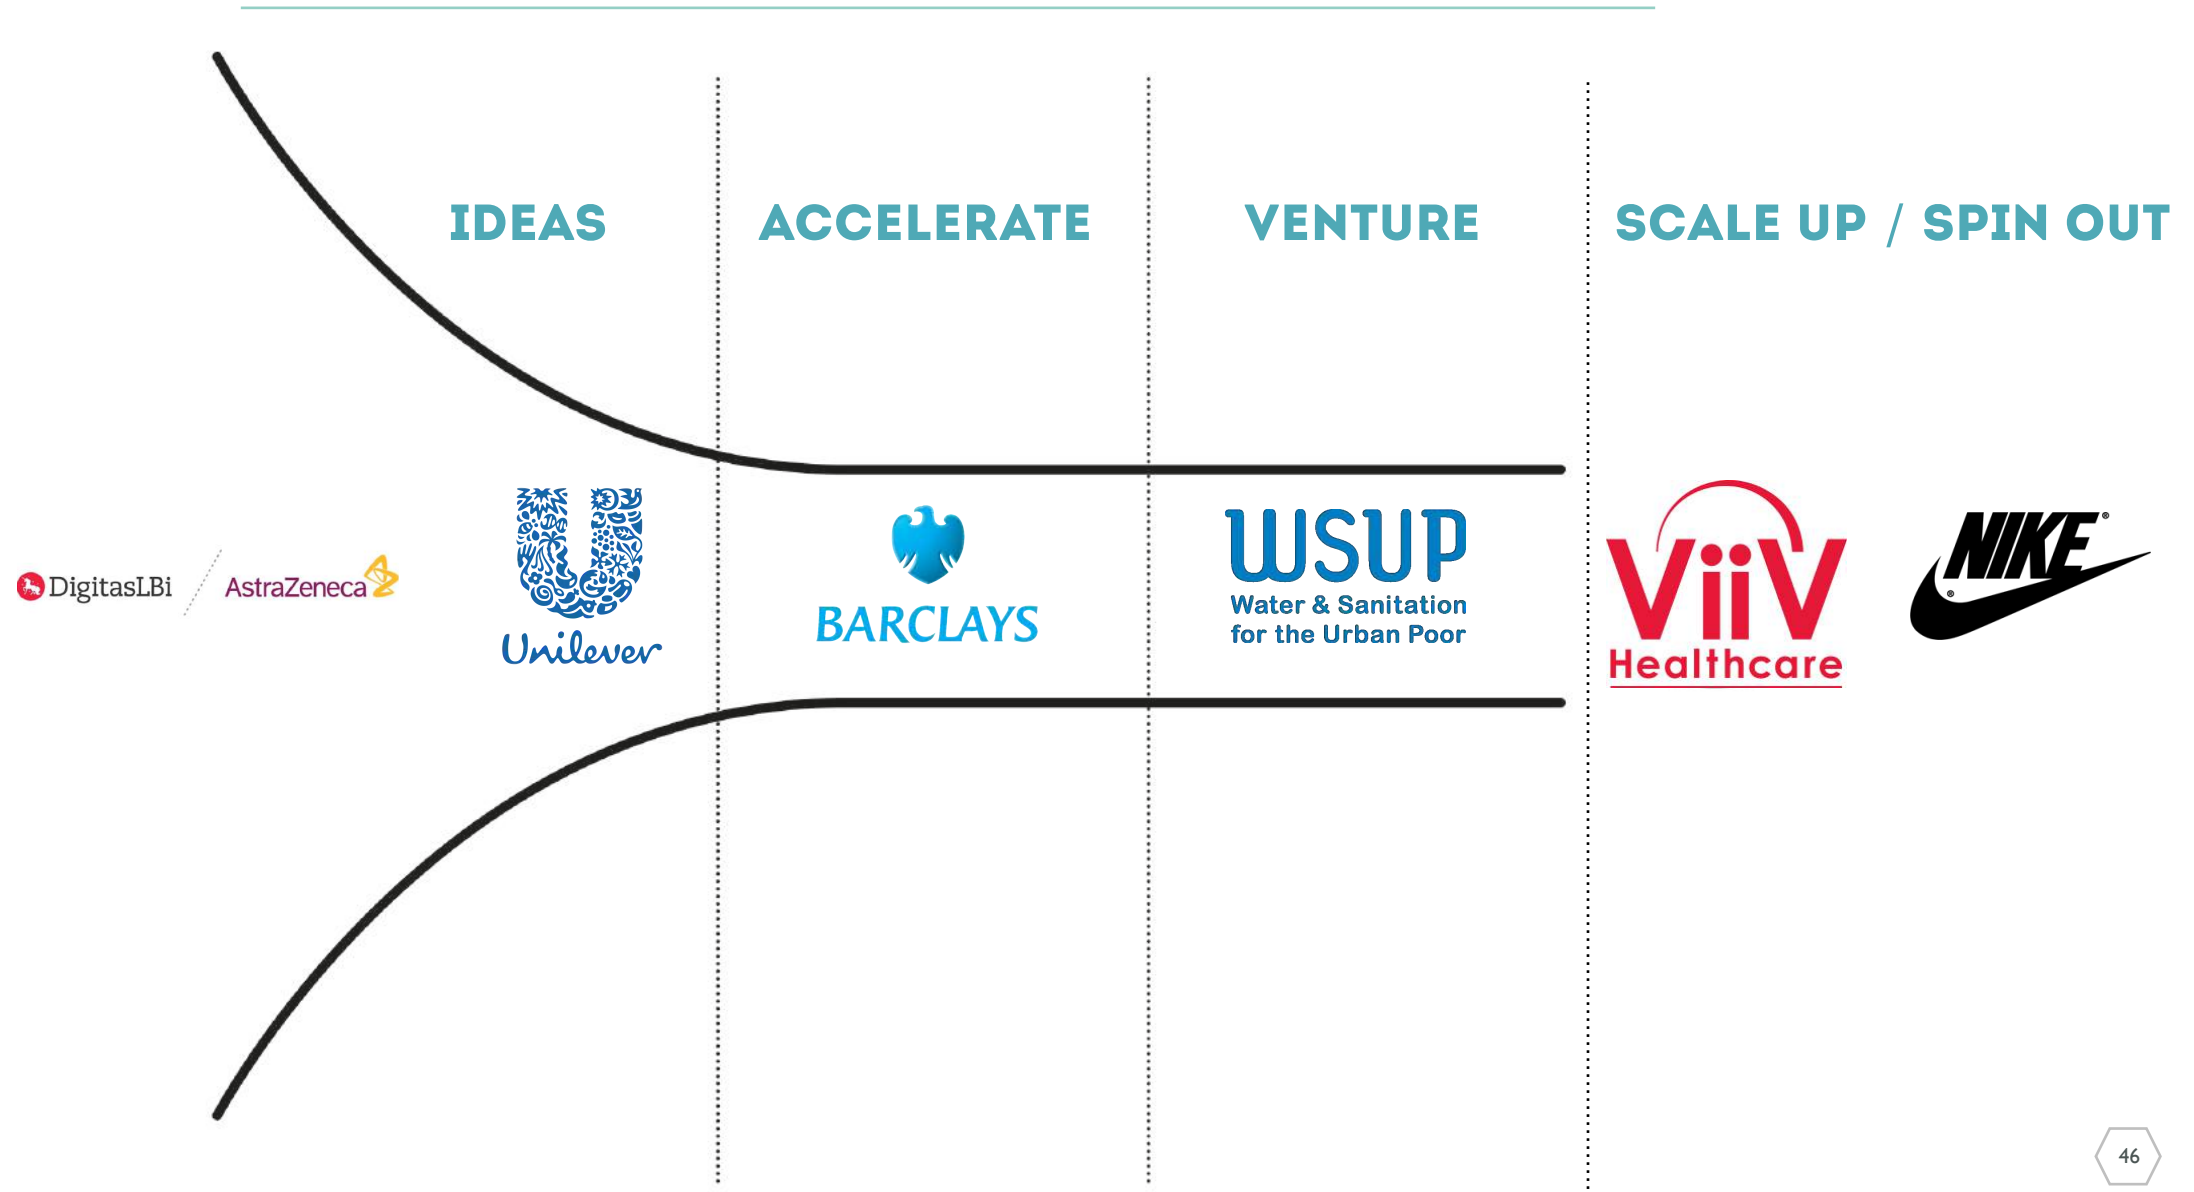 IDEAS
ACCELERATE
VENTURE
SCALE UP / SPIN OUT
DigitasLBi
AstraZeneca
Unilever
BARCLAYS
WSUP
Water & Sanitation
for the Urban Poor
ViiV
Healthcare
NIKE®
®
46